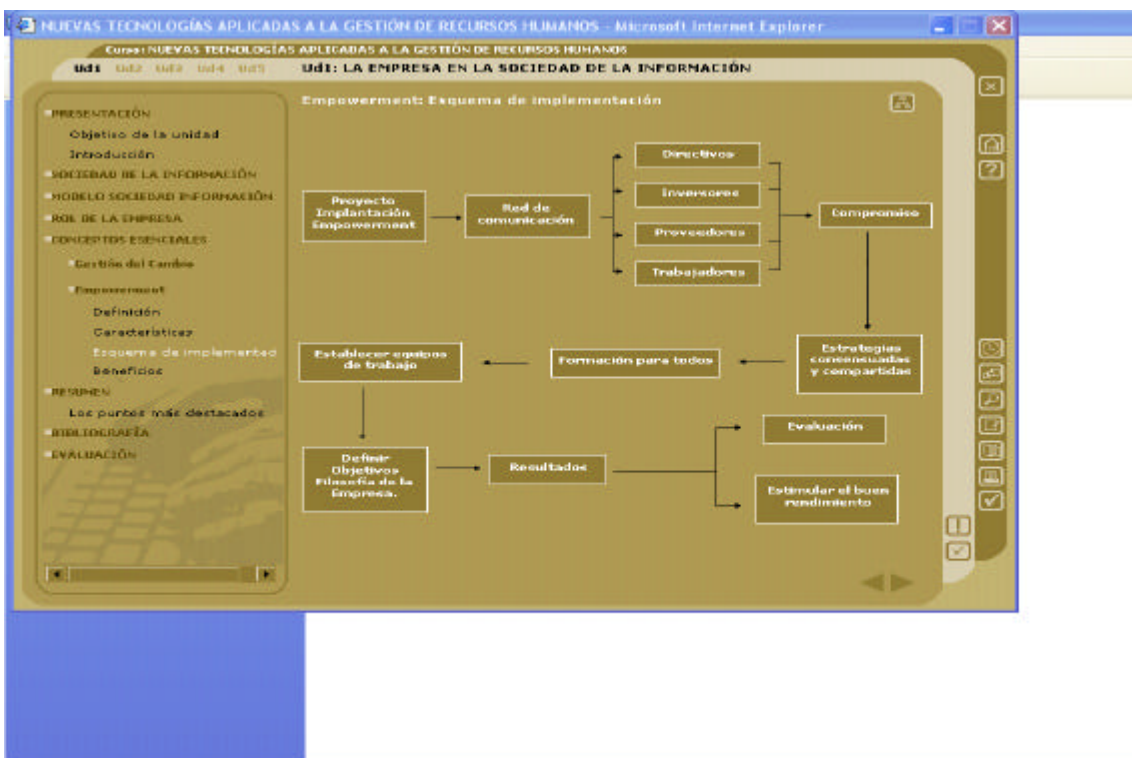 NUEVAS TECNOLOGÍAS APLICADAS A LA GESTIÓN DE RECURSOS HUMANOS - Microsoft Internet Explorer
Curso: NUEVAS TECNOLOGÍAS APLICADAS A LA GESTIÓN DE RECURSOS HUMANOS
Ud1 Ud2 Ud3 Ud4 Ud5
Ud1: LA EMPRESA EN LA SOCIEDAD DE LA INFORMACIÓN
PRESENTACIÓN
Objetivo de la unidad
Introducción
SOCIEDAD DE LA INFORMACIÓN
MODELO SOCIEDAD INFORMACIÓN
ROL DE LA EMPRESA
CONCEPTOS ESENCIALES
Gestión del Cambio
Empowerment
Definición
Características
Esquema de implementac
Beneficios
RESUMEN
Los puntos más destacados
BIBLIOGRAFÍA
EVALUACIÓN
Empowerment: Esquema de implementación
Proyecto
Implantación
Empowerment
Red de
comunicación
Directivos
Inversores
Proveedores
Trabajadores
Compromiso
Estrategias
consensuadas
y compartidas
Formación para todos
Establecer equipos
de trabajo
Definir
Objetivos
Filosofía de la
Empresa.
Resultados
Evaluación
Estimular el buen
rendimiento